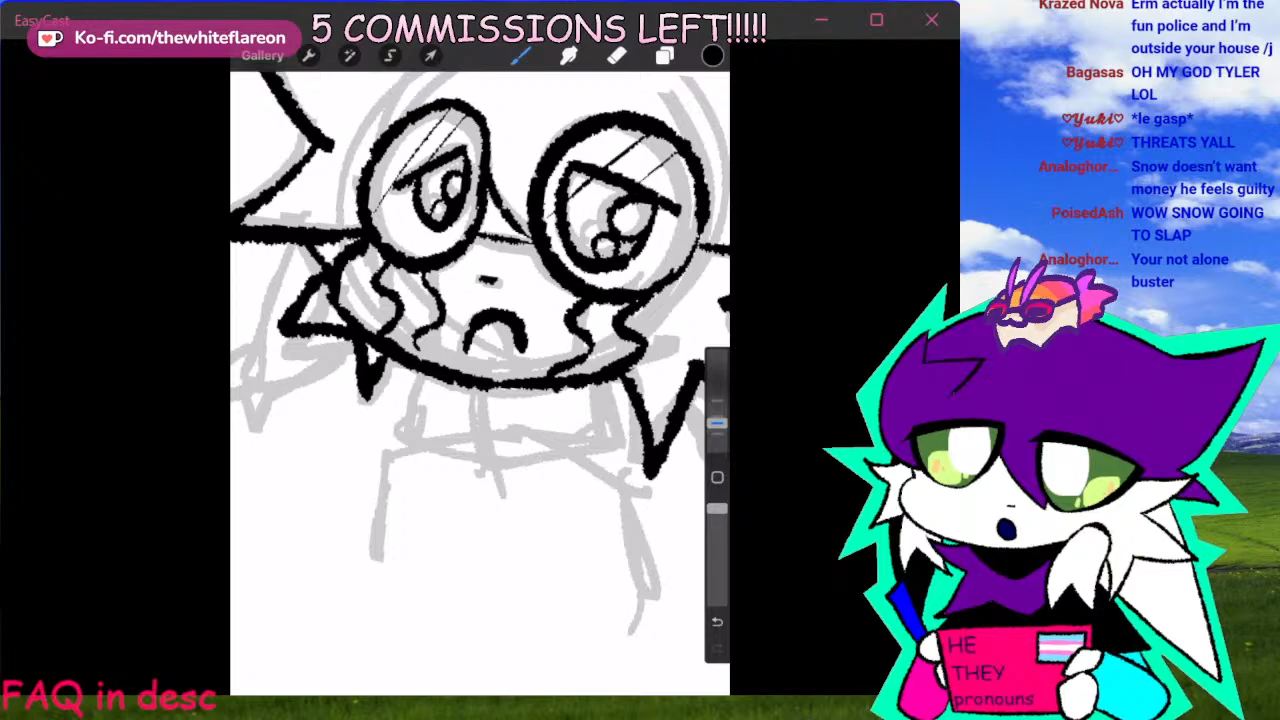 EasyCast
Ko-fi.com/thewhiteflareon
5 COMMISSIONS LEFT!!!!!
Gallery
Krazed Nova Erm actually I'm the
fun police and I'm
outside your house /j
Bagasas OH MY GOD TYLER
LOL
♡𝓨𝓾𝓴𝓲♡ *le gasp*
♡𝓨𝓾𝓴𝓲♡ THREATS YALL
Analoghor... Snow doesn't want
money he feels guilty
PoisedAsh WOW SNOW GOING
TO SLAP
Analoghor... Your not alone
buster
HE
THEY
pronouns
FAQ in desc